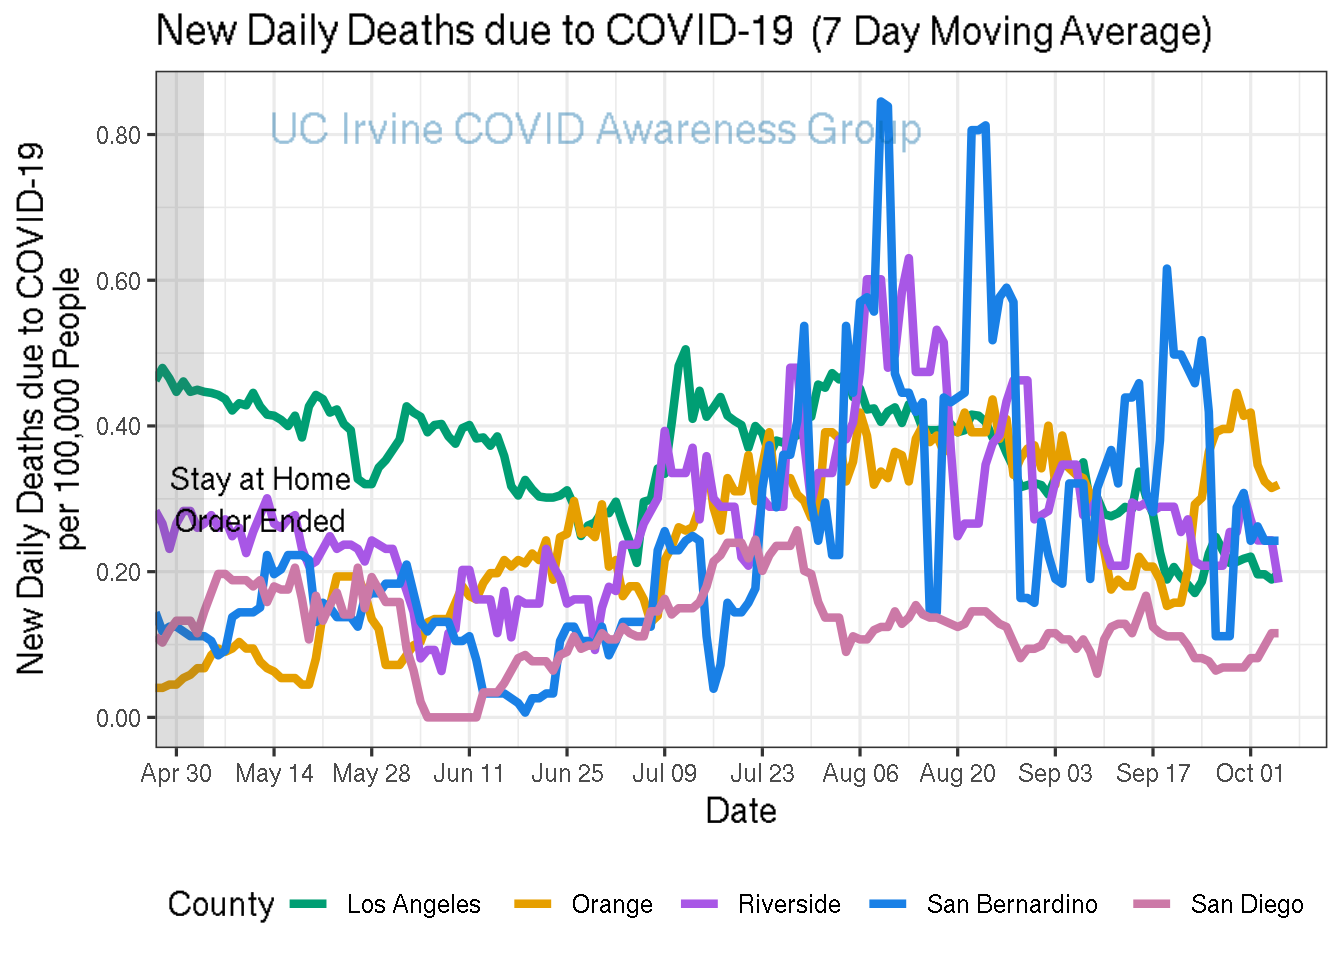 New Daily Deaths due to COVID-19 (7 Day Moving Average)
UC Irvine COVID Awareness Group
New Daily Deaths due to COVID-19
per 100,000 People
0.80
0.60
0.40
0.20
0.00
Stay at Home
Order Ended
Apr 30 May 14 May 28 Jun 11 Jun 25 Jul 09 Jul 23 Aug 06 Aug 20 Sep 03 Sep 17 Oct 01
Date
County Los Angeles Orange Riverside San Bernardino San Diego